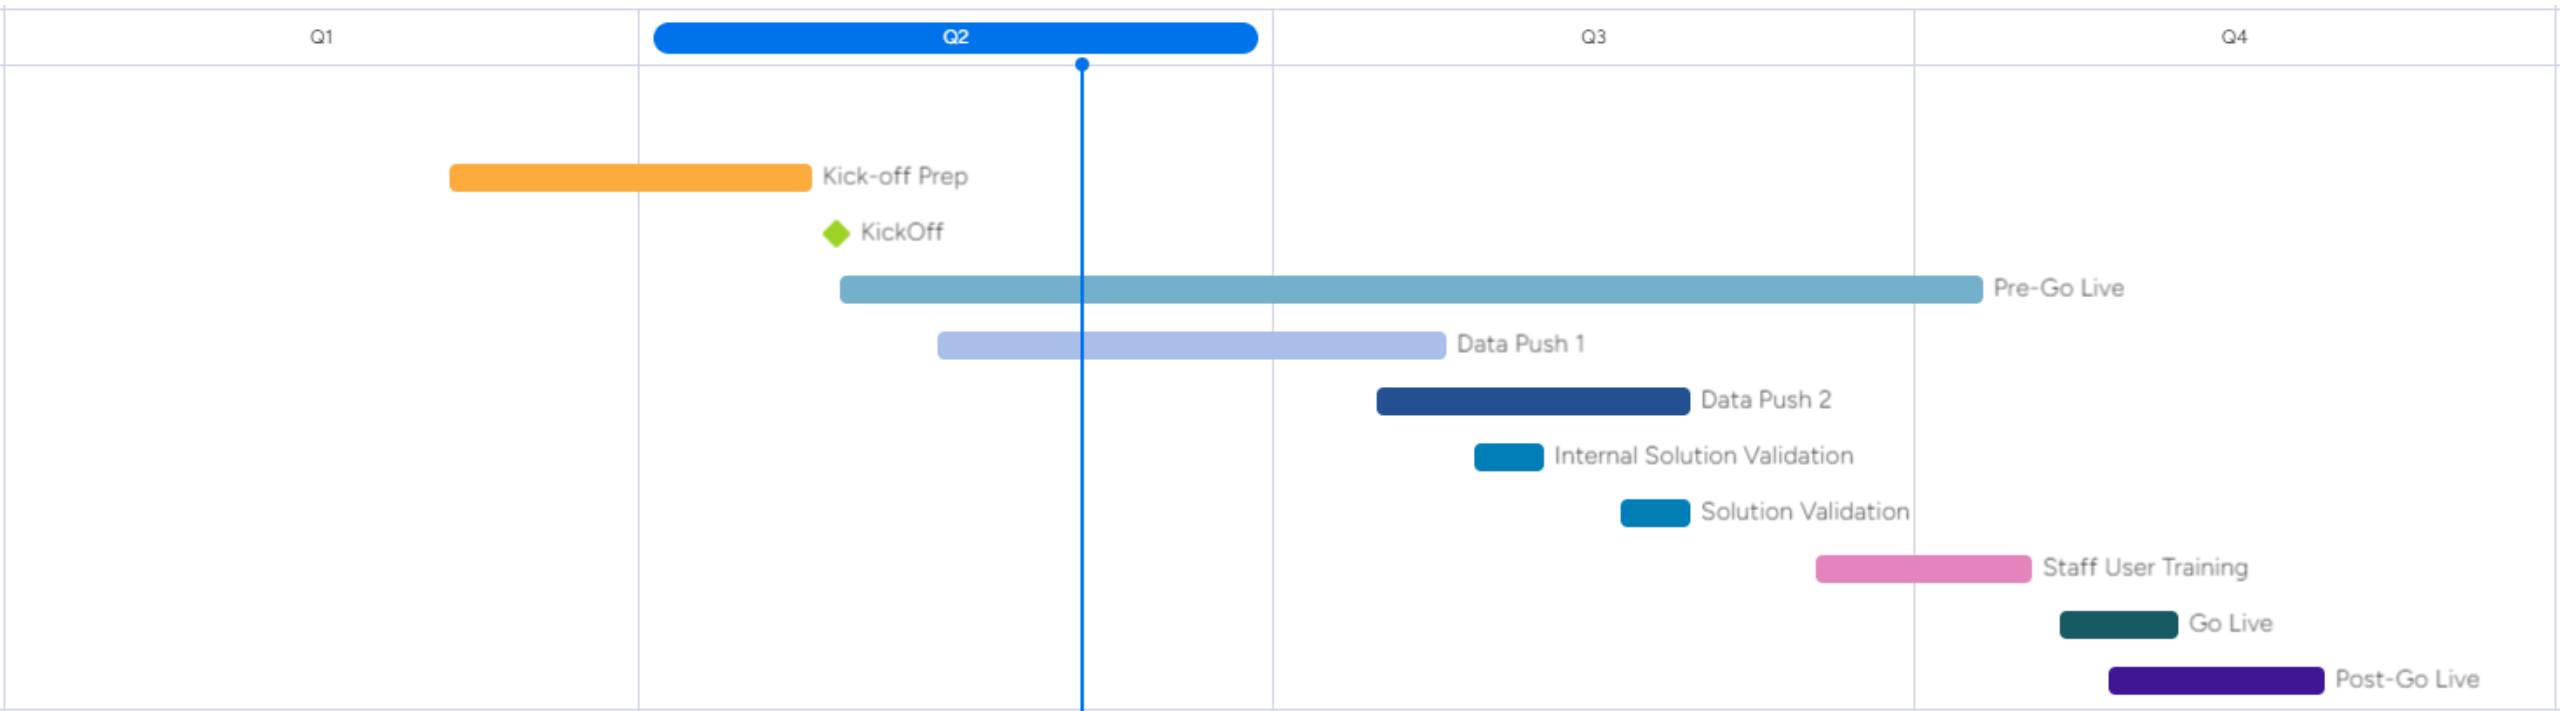 Q1 Q2 Q3 Q4
Kick-off Prep
KickOff
Pre-Go Live
Data Push 1
Data Push 2
Internal Solution Validation
Solution Validation
Staff User Training
Go Live
Post-Go Live